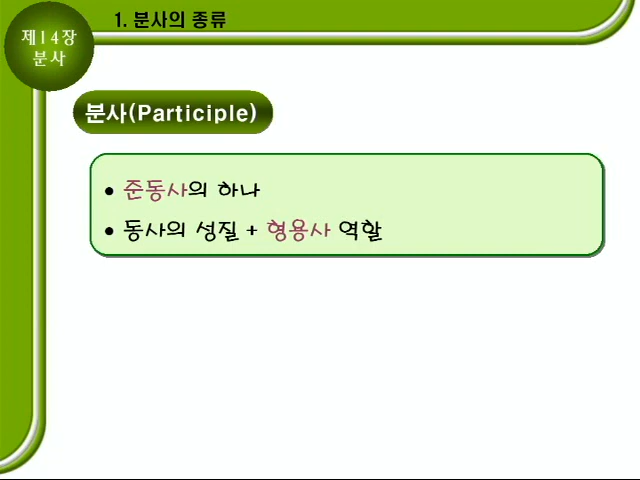 제14장
분사
1. 분사의 종류
분사(Participle)
• 준동사의 하나
• 동사의 성질 + 형용사 역할